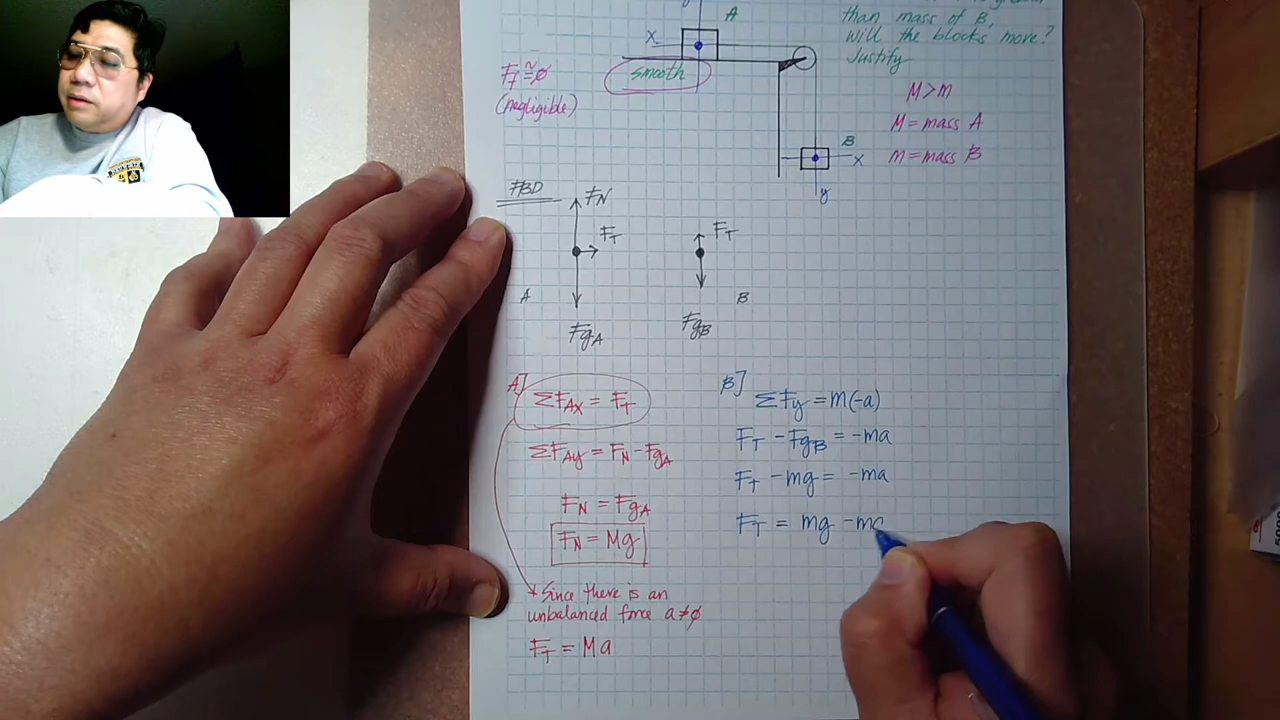 than mass of B,
will the blocks move?
Justify
A
X
smooth
Ff ≅ ∅
(negligible)
M > m
M = mass A
m = mass B
B
X
y
FBD
FN
FT
FT
A
B
FgA
FgB
A]
ΣFAx = FT
ΣFAy = FN - FgA
FN = FgA
FN = Mg
* Since there is an
unbalanced force a ≠ ∅
FT = Ma
B]
ΣFy = m(-a)
FT - FgB = -ma
FT - mg = -ma
FT = mg - ma